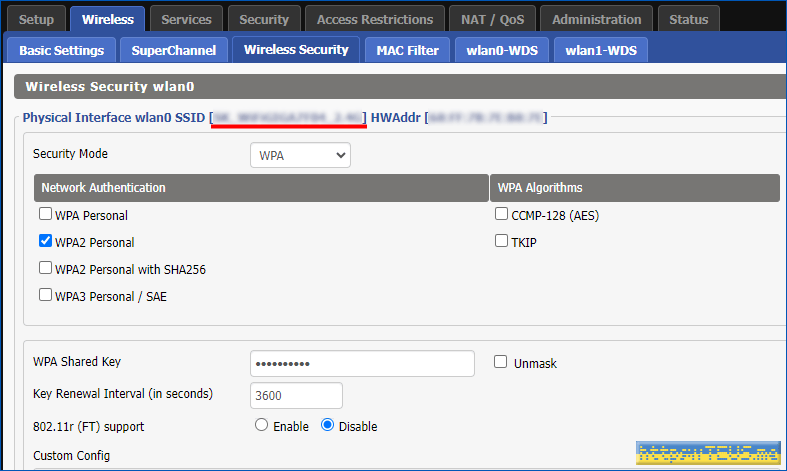 Setup Wireless Services Security Access Restrictions NAT / QoS Administration Status
Basic Settings SuperChannel Wireless Security MAC Filter wlan0-WDS wlan1-WDS
Wireless Security wlan0
Physical Interface wlan0 SSID [ ] HWAddr [ ]
Security Mode WPA
Network Authentication WPA Algorithms
WPA Personal CCMP-128 (AES)
WPA2 Personal TKIP
WPA2 Personal with SHA256
WPA3 Personal / SAE
WPA Shared Key •••••••••• Unmask
Key Renewal Interval (in seconds) 3600
802.11r (FT) support Enable Disable
Custom Config